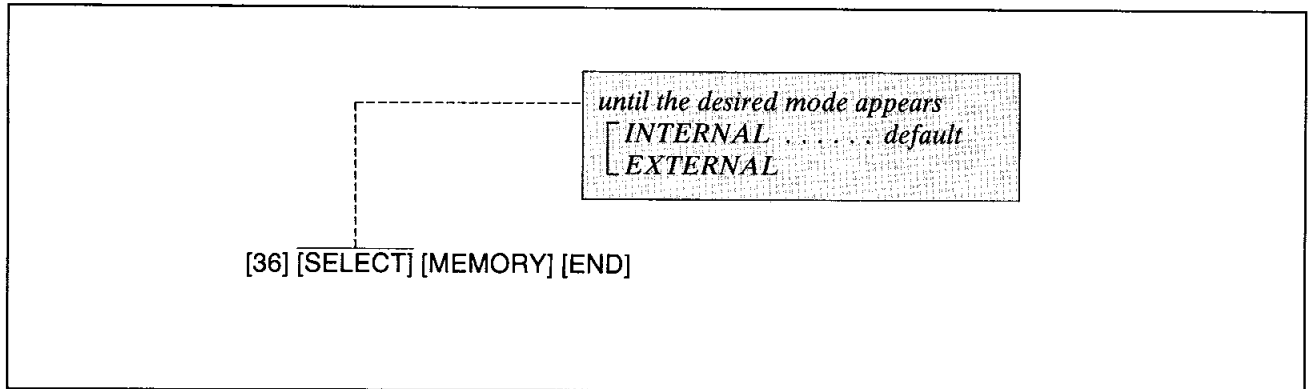 until the desired mode appears
INTERNAL . . . . . . default
EXTERNAL
[36] [SELECT] [MEMORY] [END]